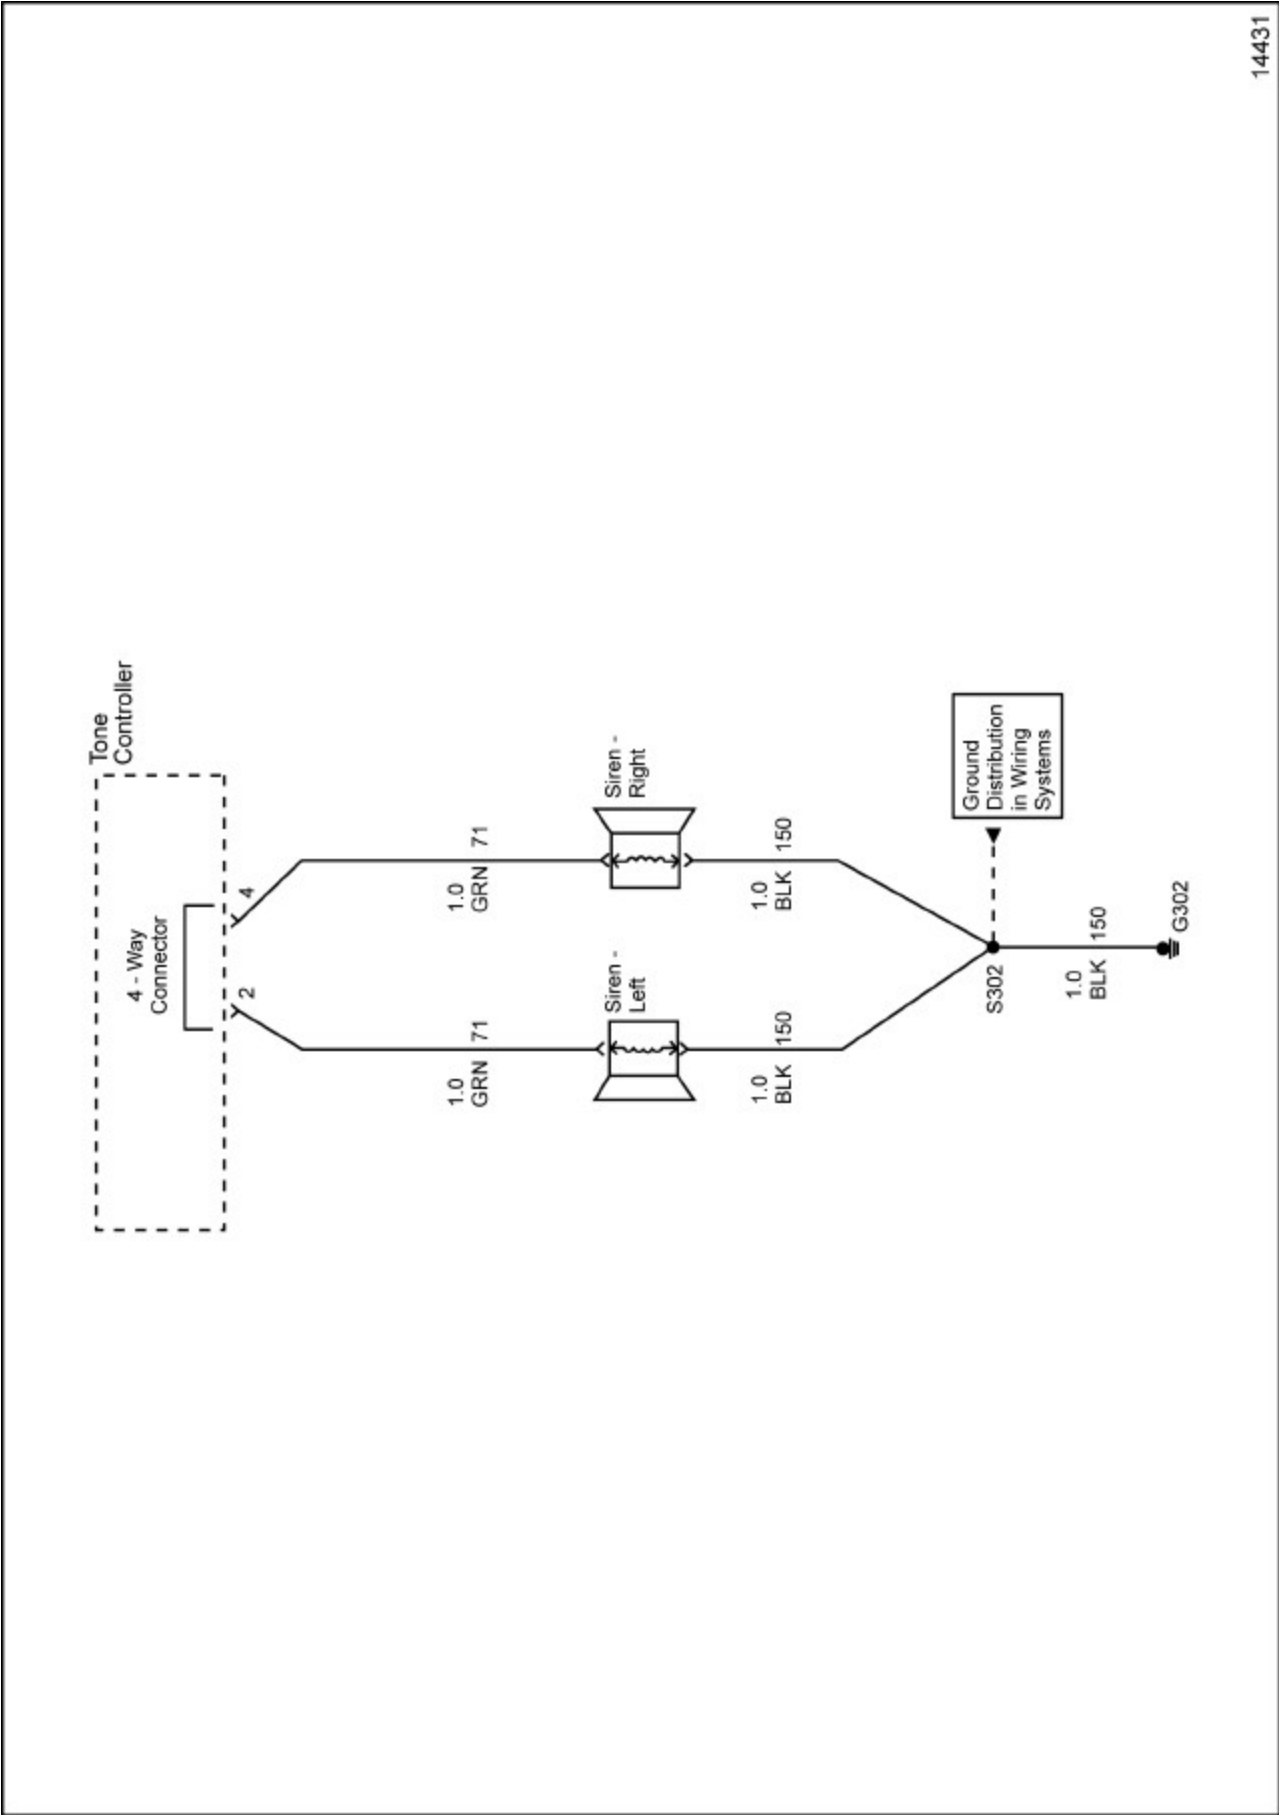 Tone
Controller
4 - Way
Connector
2
4
1.0
GRN 71
1.0
GRN 71
Siren -
Left
Siren -
Right
1.0
BLK 150
1.0
BLK 150
S302
Ground
Distribution
in Wiring
Systems
1.0
BLK 150
G302
14431